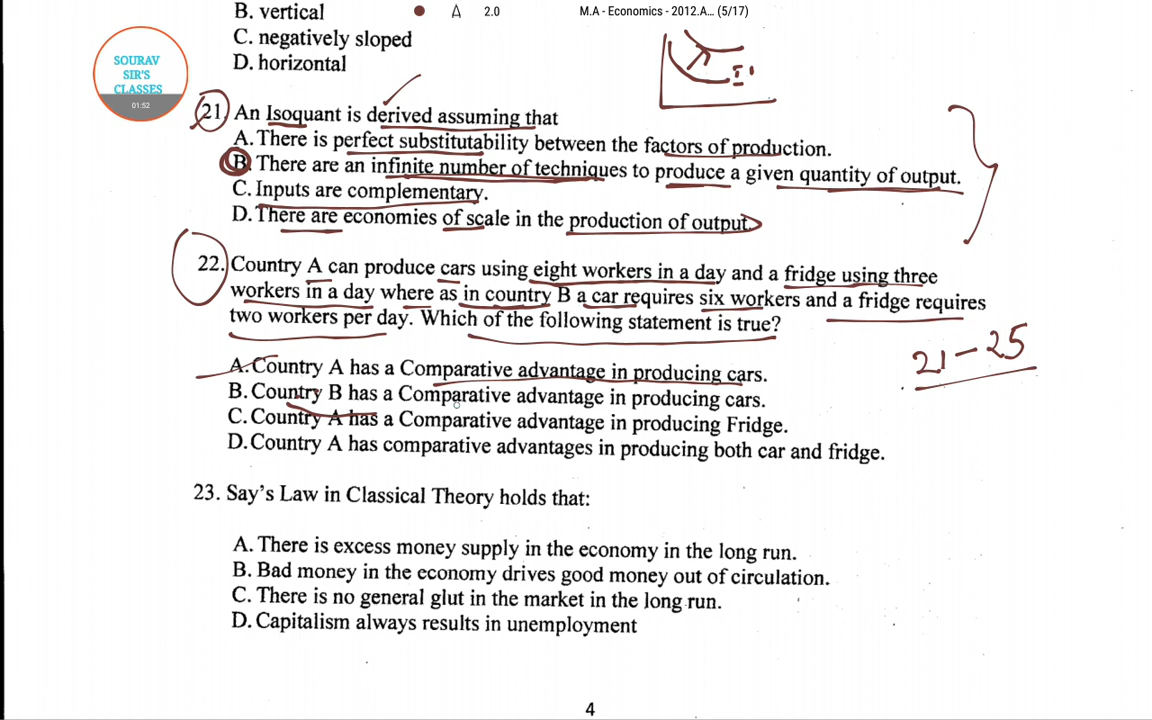 B. vertical
A 2.0 M.A - Economics - 2012.A... (5/17)
C. negatively sloped
D. horizontal
SOURAV
SIR'S
CLASSES
01:52
21. An Isoquant is derived assuming that
A. There is perfect substitutability between the factors of production.
B. There are an infinite number of techniques to produce a given quantity of output.
C. Inputs are complementary.
D. There are economies of scale in the production of output.
22. Country A can produce cars using eight workers in a day and a fridge using three
workers in a day where as in country B a car requires six workers and a fridge requires
two workers per day. Which of the following statement is true?
21-25
A. Country A has a Comparative advantage in producing cars.
B. Country B has a Comparative advantage in producing cars.
C. Country A has a Comparative advantage in producing Fridge.
D. Country A has comparative advantages in producing both car and fridge.
23. Say's Law in Classical Theory holds that:
A. There is excess money supply in the economy in the long run.
B. Bad money in the economy drives good money out of circulation.
C. There is no general glut in the market in the long run.
D. Capitalism always results in unemployment
4